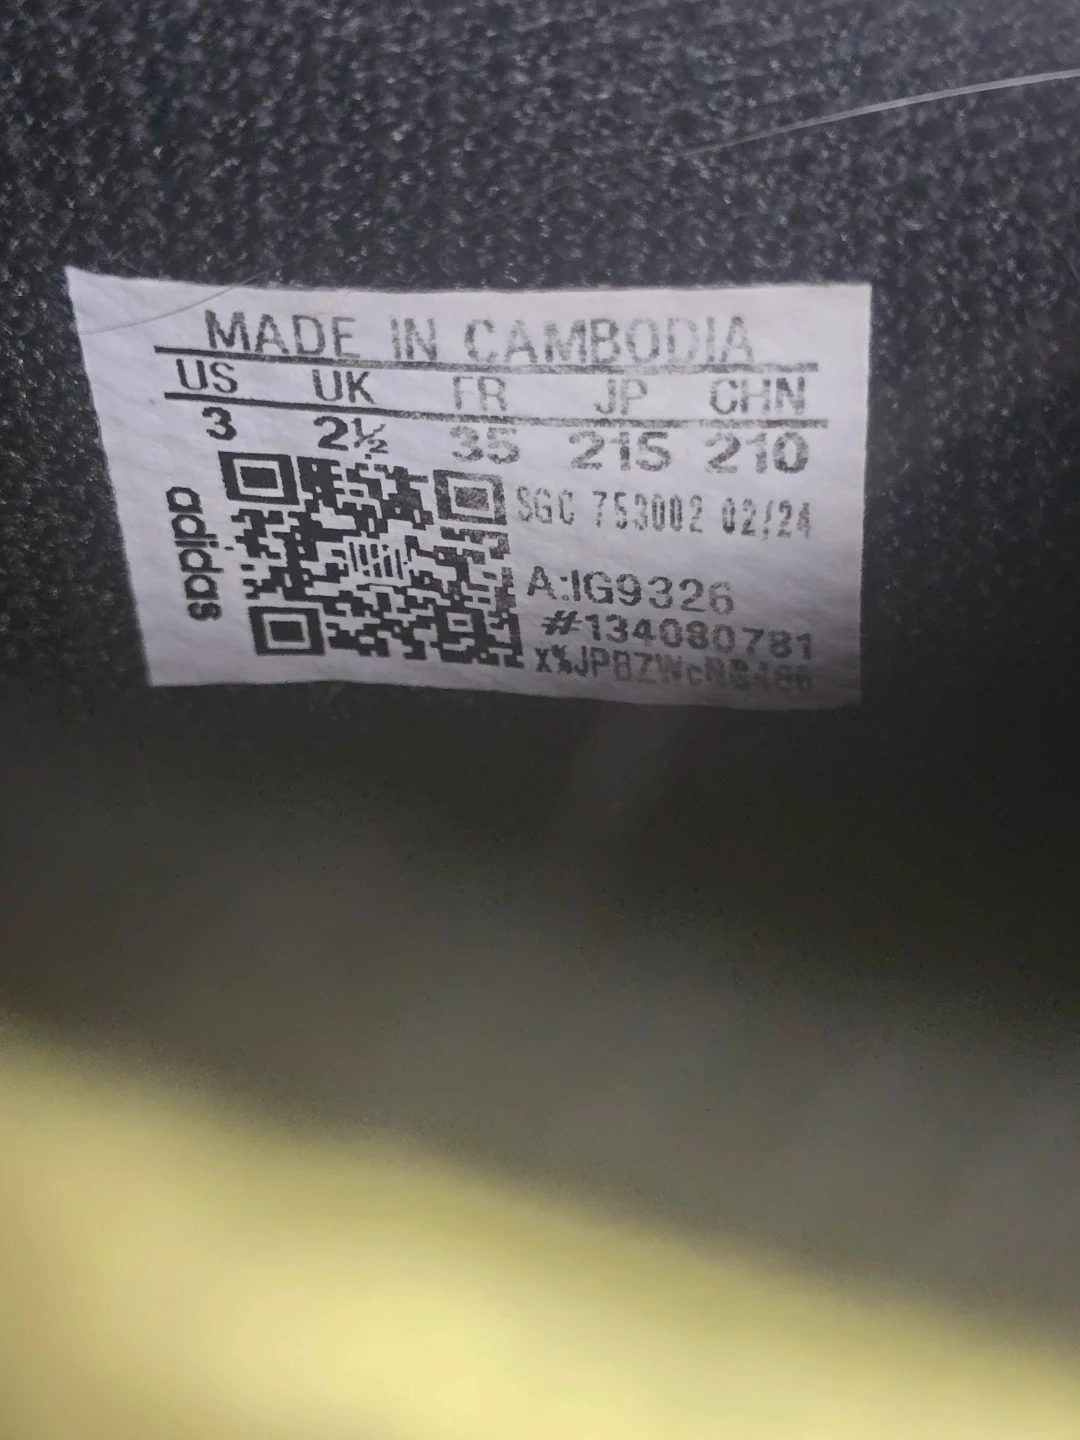 MADE IN CAMBODIA
US UK FR JP CHN
3 2½ 35 215 210
adidas
SGC 753002 02/24
A:IG9326
#134080781